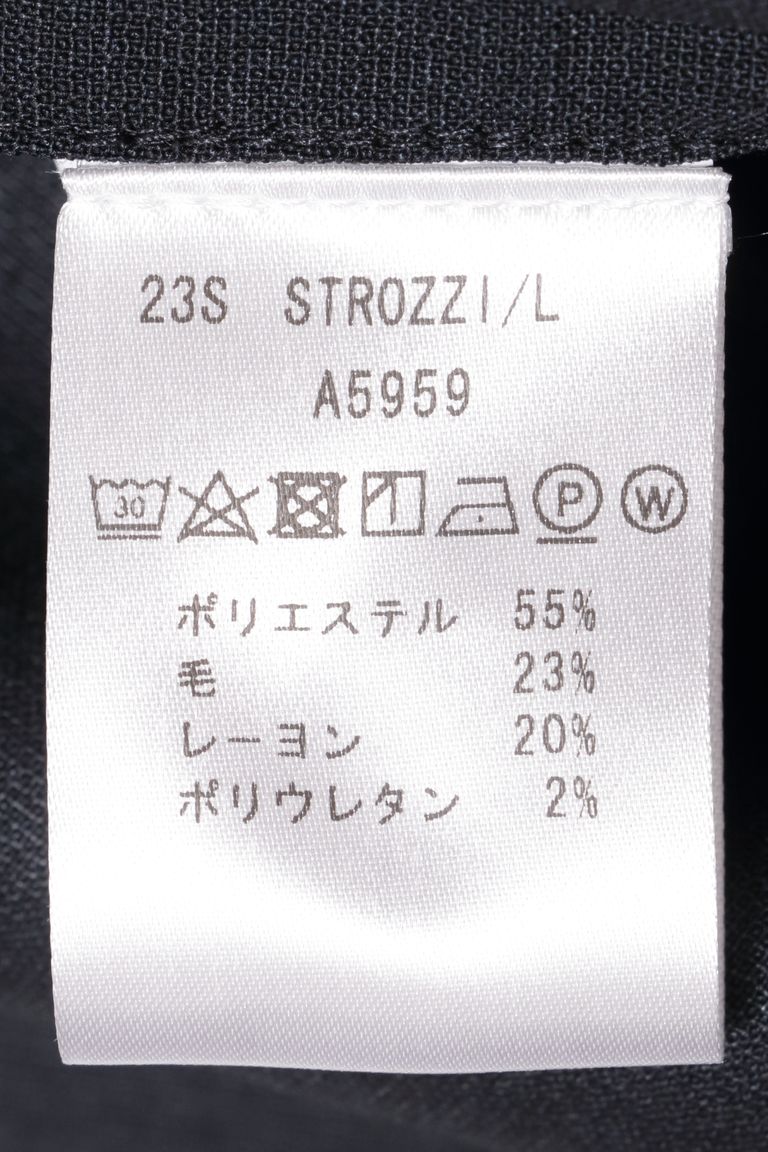 23S STROZZI/L
A5959
30 P W
ポリエステル 55%
毛 23%
レーヨン 20%
ポリウレタン 2%